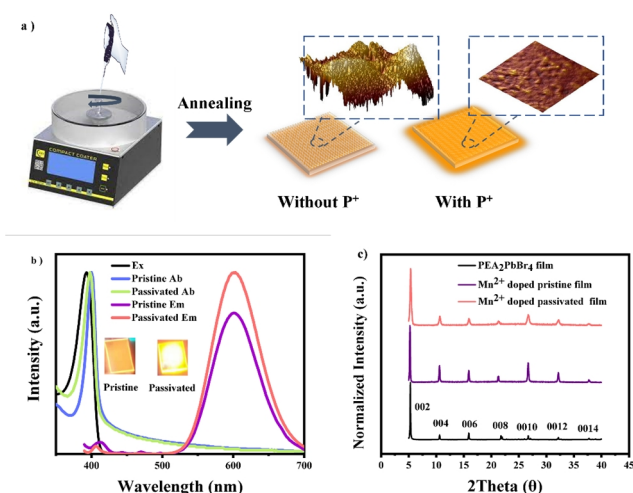 a )
Annealing
COMPACT COATER
Without P⁺
With P⁺
b )
Ex
Pristine Ab
Passivated Ab
Pristine Em
Passivated Em
Pristine
Passivated
Intensity (a.u.)
400
500
600
700
Wavelength (nm)
c)
PEA₂PbBr₄ film
Mn²⁺ doped pristine film
Mn²⁺ doped passivated film
002
004
006
008
0010
0012
0014
Normalized Intensity (a.u.)
0
5
10
15
20
25
30
35
40
45
2Theta (θ)